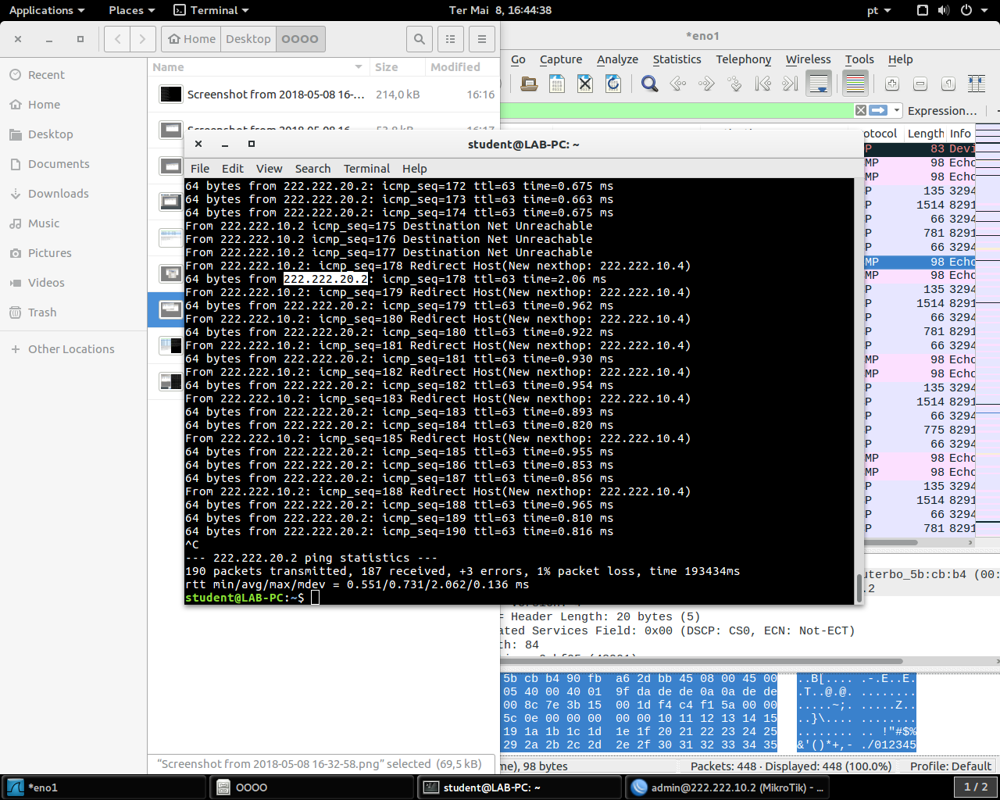 Applications Places Terminal Ter Mai 8, 16:44:38 pt
Home Desktop OOOO
*eno1
Go Capture Analyze Statistics Telephony Wireless Tools Help
Expression…
Recent
Home
Desktop
Documents
Downloads
Music
Pictures
Videos
Trash
Other Locations
Name Size Modified
Screenshot from 2018-05-08 16-… 214,0 kB 16:16
student@LAB-PC: ~
File Edit View Search Terminal Help
64 bytes from 222.222.20.2: icmp_seq=172 ttl=63 time=0.675 ms
64 bytes from 222.222.20.2: icmp_seq=173 ttl=63 time=0.663 ms
64 bytes from 222.222.20.2: icmp_seq=174 ttl=63 time=0.675 ms
From 222.222.10.2 icmp_seq=175 Destination Net Unreachable
From 222.222.10.2 icmp_seq=176 Destination Net Unreachable
From 222.222.10.2 icmp_seq=177 Destination Net Unreachable
From 222.222.10.2: icmp_seq=178 Redirect Host(New nexthop: 222.222.10.4)
64 bytes from 222.222.20.2: icmp_seq=178 ttl=63 time=2.06 ms
From 222.222.10.2: icmp_seq=179 Redirect Host(New nexthop: 222.222.10.4)
64 bytes from 222.222.20.2: icmp_seq=179 ttl=63 time=0.962 ms
From 222.222.10.2: icmp_seq=180 Redirect Host(New nexthop: 222.222.10.4)
64 bytes from 222.222.20.2: icmp_seq=180 ttl=63 time=0.922 ms
From 222.222.10.2: icmp_seq=181 Redirect Host(New nexthop: 222.222.10.4)
64 bytes from 222.222.20.2: icmp_seq=181 ttl=63 time=0.930 ms
From 222.222.10.2: icmp_seq=182 Redirect Host(New nexthop: 222.222.10.4)
64 bytes from 222.222.20.2: icmp_seq=182 ttl=63 time=0.954 ms
From 222.222.10.2: icmp_seq=183 Redirect Host(New nexthop: 222.222.10.4)
64 bytes from 222.222.20.2: icmp_seq=183 ttl=63 time=0.893 ms
64 bytes from 222.222.20.2: icmp_seq=184 ttl=63 time=0.820 ms
From 222.222.10.2: icmp_seq=185 Redirect Host(New nexthop: 222.222.10.4)
64 bytes from 222.222.20.2: icmp_seq=185 ttl=63 time=0.955 ms
64 bytes from 222.222.20.2: icmp_seq=186 ttl=63 time=0.853 ms
64 bytes from 222.222.20.2: icmp_seq=187 ttl=63 time=0.856 ms
From 222.222.10.2: icmp_seq=188 Redirect Host(New nexthop: 222.222.10.4)
64 bytes from 222.222.20.2: icmp_seq=188 ttl=63 time=0.965 ms
64 bytes from 222.222.20.2: icmp_seq=189 ttl=63 time=0.810 ms
64 bytes from 222.222.20.2: icmp_seq=190 ttl=63 time=0.816 ms
^C
--- 222.222.20.2 ping statistics ---
190 packets transmitted, 187 received, +3 errors, 1% packet loss, time 193434ms
rtt min/avg/max/mdev = 0.551/0.731/2.062/0.136 ms
student@LAB-PC:~$
otocol Length Info
P 83 Devi
MP 98 Echo
MP 98 Echo
P 135 3294
P 1514 8291
P 66 3294
P 781 8291
P 66 3294
MP 98 Echo
MP 98 Echo
P 135 3294
P 1514 8291
P 66 3294
P 781 8291
P 66 3294
MP 98 Echo
MP 98 Echo
P 135 3294
P 1514 8291
P 66 3294
P 775 8291
P 66 3294
MP 98 Echo
MP 98 Echo
P 135 3294
P 1514 8291
P 66 3294
P 781 8291
uterbo_5b:cb:b4 (00:
.2
F Header Length: 20 bytes (5)
ated Services Field: 0x00 (DSCP: CS0, ECN: Not-ECT)
th: 84
5b cb b4 90 fb a6 2d bb 45 08 00 45 00 ..B[.... .-.E..E.
05 40 00 40 01 9f da de de 0a 0a de de .T..@.@. ........
00 8c 7e 3b 15 00 1d f4 c4 f1 5a 00 00 .....~;. .....Z...
5c 0e 00 00 00 00 00 10 11 12 13 14 15 ..}\.... ........
19 1a 1b 1c 1d 1e 1f 20 21 22 23 24 25 ........ .. !"#$%
29 2a 2b 2c 2d 2e 2f 30 31 32 33 34 35 &'()*+,- ./012345
“Screenshot from 2018-05-08 16-32-58.png” selected (69,5 kB)
me), 98 bytes Packets: 448 · Displayed: 448 (100.0%) Profile: Default
*eno1 OOOO student@LAB-PC: ~ admin@222.222.10.2 (MikroTik) - … 1 / 2